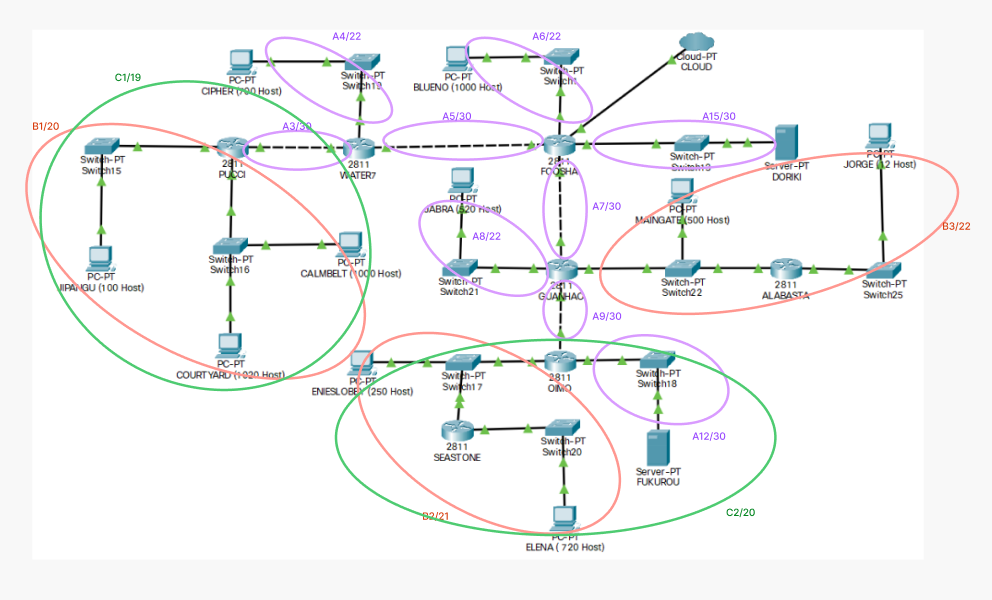 A4/22
A6/22
Cloud-PT
CLOUD
C1/19
PC-PT
CIPHER (700 Host)
Switch-PT
Switch19
PC-PT
BLUENO (1000 Host)
Switch-PT
Switch1
B1/20
A3/30
A5/30
A15/30
Switch-PT
Switch15
2811
PUCCI
2811
WATER7
2811
FOOSHA
Switch-PT
Server-PT
DORIKI
PC-PT
JORGE (12 Host)
PC-PT
JABRA (520 Host)
A7/30
PC-PT
MAINGATE (500 Host)
B3/22
A8/22
PC-PT
JIPANGU (100 Host)
Switch-PT
Switch16
PC-PT
CALMBELT (1000 Host)
Switch-PT
Switch21
2811
GUANHAO
Switch-PT
Switch22
2811
ALABASTA
Switch-PT
Switch25
A9/30
PC-PT
COURTYARD (1020 Host)
PC-PT
ENIESLOBBY (250 Host)
Switch-PT
Switch17
2811
OIMO
Switch-PT
Switch18
2811
SEASTONE
Switch-PT
Switch20
A12/30
Server-PT
FUKUROU
B2/21
C2/20
PC-PT
ELENA ( 720 Host)